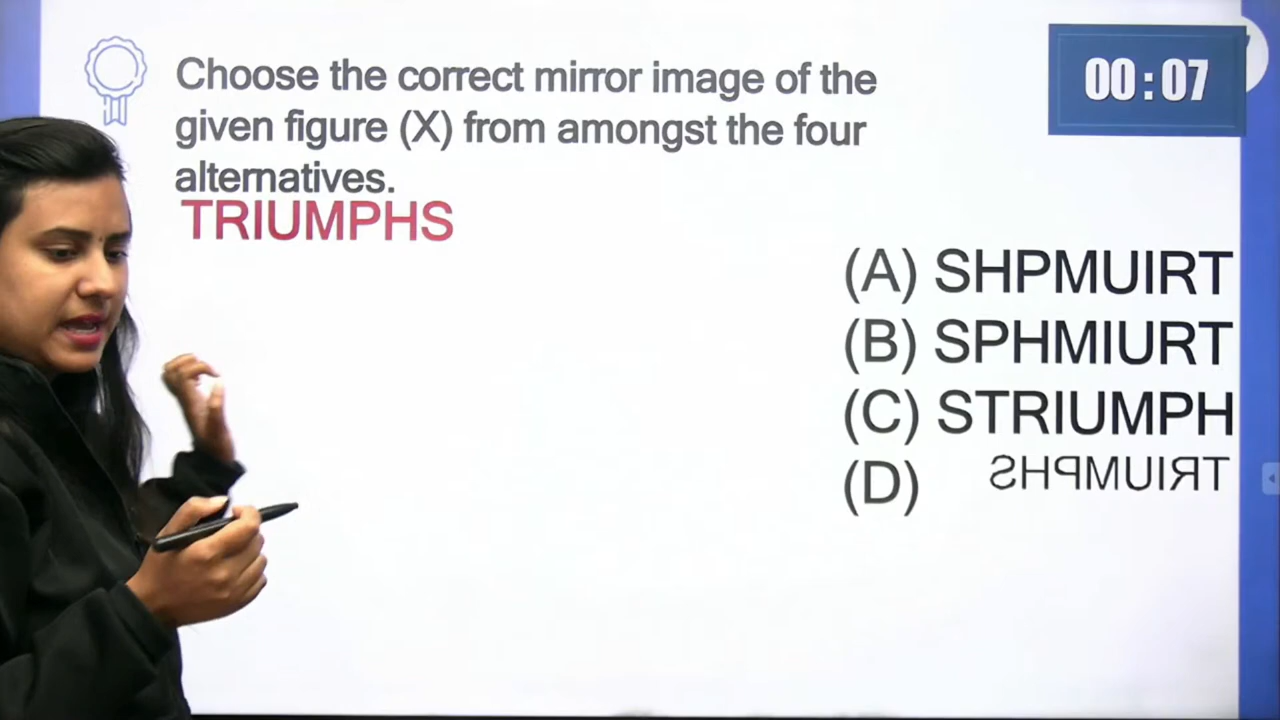 Choose the correct mirror image of the
given figure (X) from amongst the four
alternatives.
TRIUMPHS
00:07
(A) SHPMUIRT
(B) SPHMIURT
(C) STRIUMPH
(D) TRIUMPHS